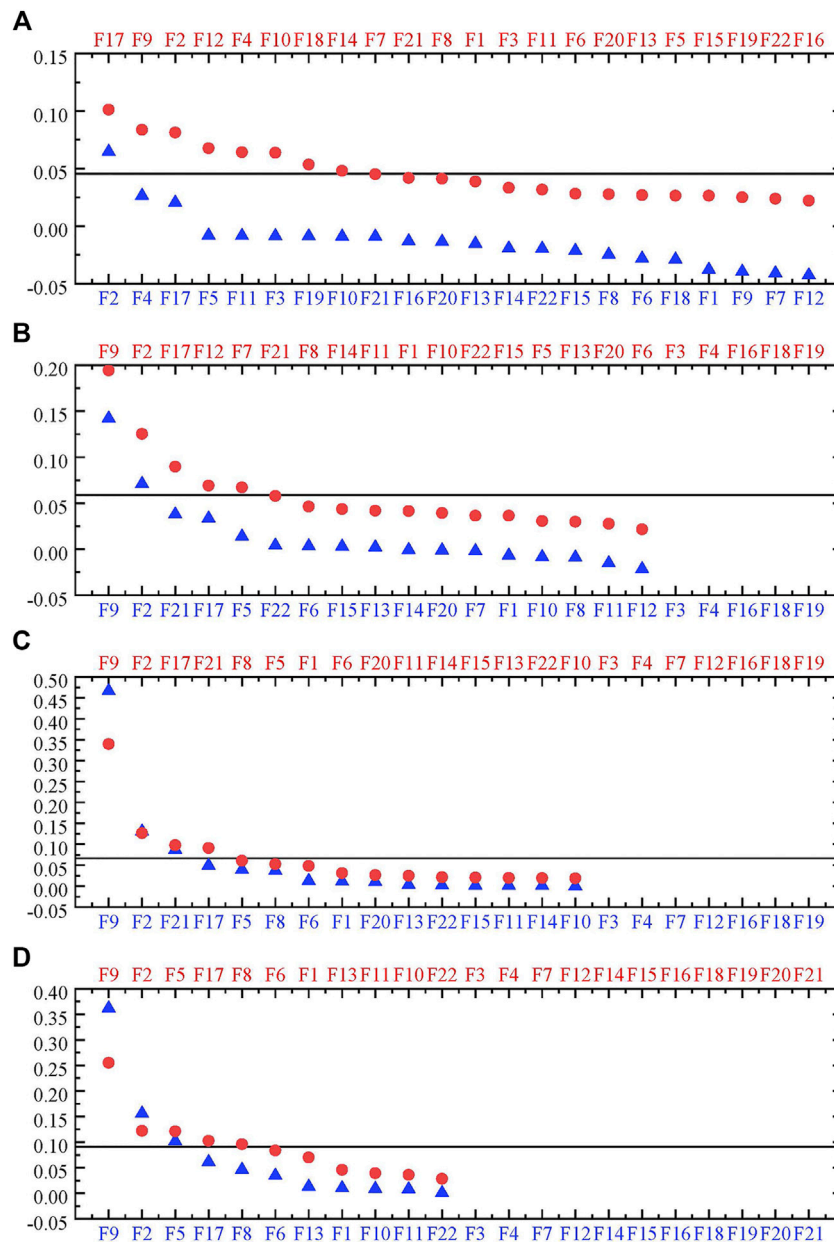 A
F17 F9 F2 F12 F4 F10 F18 F14 F7 F21 F8 F1 F3 F11 F6 F20 F13 F5 F15 F19 F22 F16
0.15
0.10
0.05
0.00
-0.05
F2 F4 F17 F5 F11 F3 F19 F10 F21 F16 F20 F13 F14 F22 F15 F8 F6 F18 F1 F9 F7 F12
B
F9 F2 F17 F12 F7 F21 F8 F14 F11 F1 F10 F22 F15 F5 F13 F20 F6 F3 F4 F16 F18 F19
0.20
0.15
0.10
0.05
0.00
-0.05
F9 F2 F21 F17 F5 F22 F6 F15 F13 F14 F20 F7 F1 F10 F8 F11 F12 F3 F4 F16 F18 F19
C
F9 F2 F17 F21 F8 F5 F1 F6 F20 F11 F14 F15 F13 F22 F10 F3 F4 F7 F12 F16 F18 F19
0.50
0.45
0.40
0.35
0.30
0.25
0.20
0.15
0.10
0.05
0.00
-0.05
F9 F2 F21 F17 F5 F8 F6 F1 F20 F13 F22 F15 F11 F14 F10 F3 F4 F7 F12 F16 F18 F19
D
F9 F2 F5 F17 F8 F6 F1 F13 F11 F10 F22 F3 F4 F7 F12 F14 F15 F16 F18 F19 F20 F21
0.40
0.35
0.30
0.25
0.20
0.15
0.10
0.05
0.00
-0.05
F9 F2 F5 F17 F8 F6 F13 F1 F10 F11 F22 F3 F4 F7 F12 F14 F15 F16 F18 F19 F20 F21